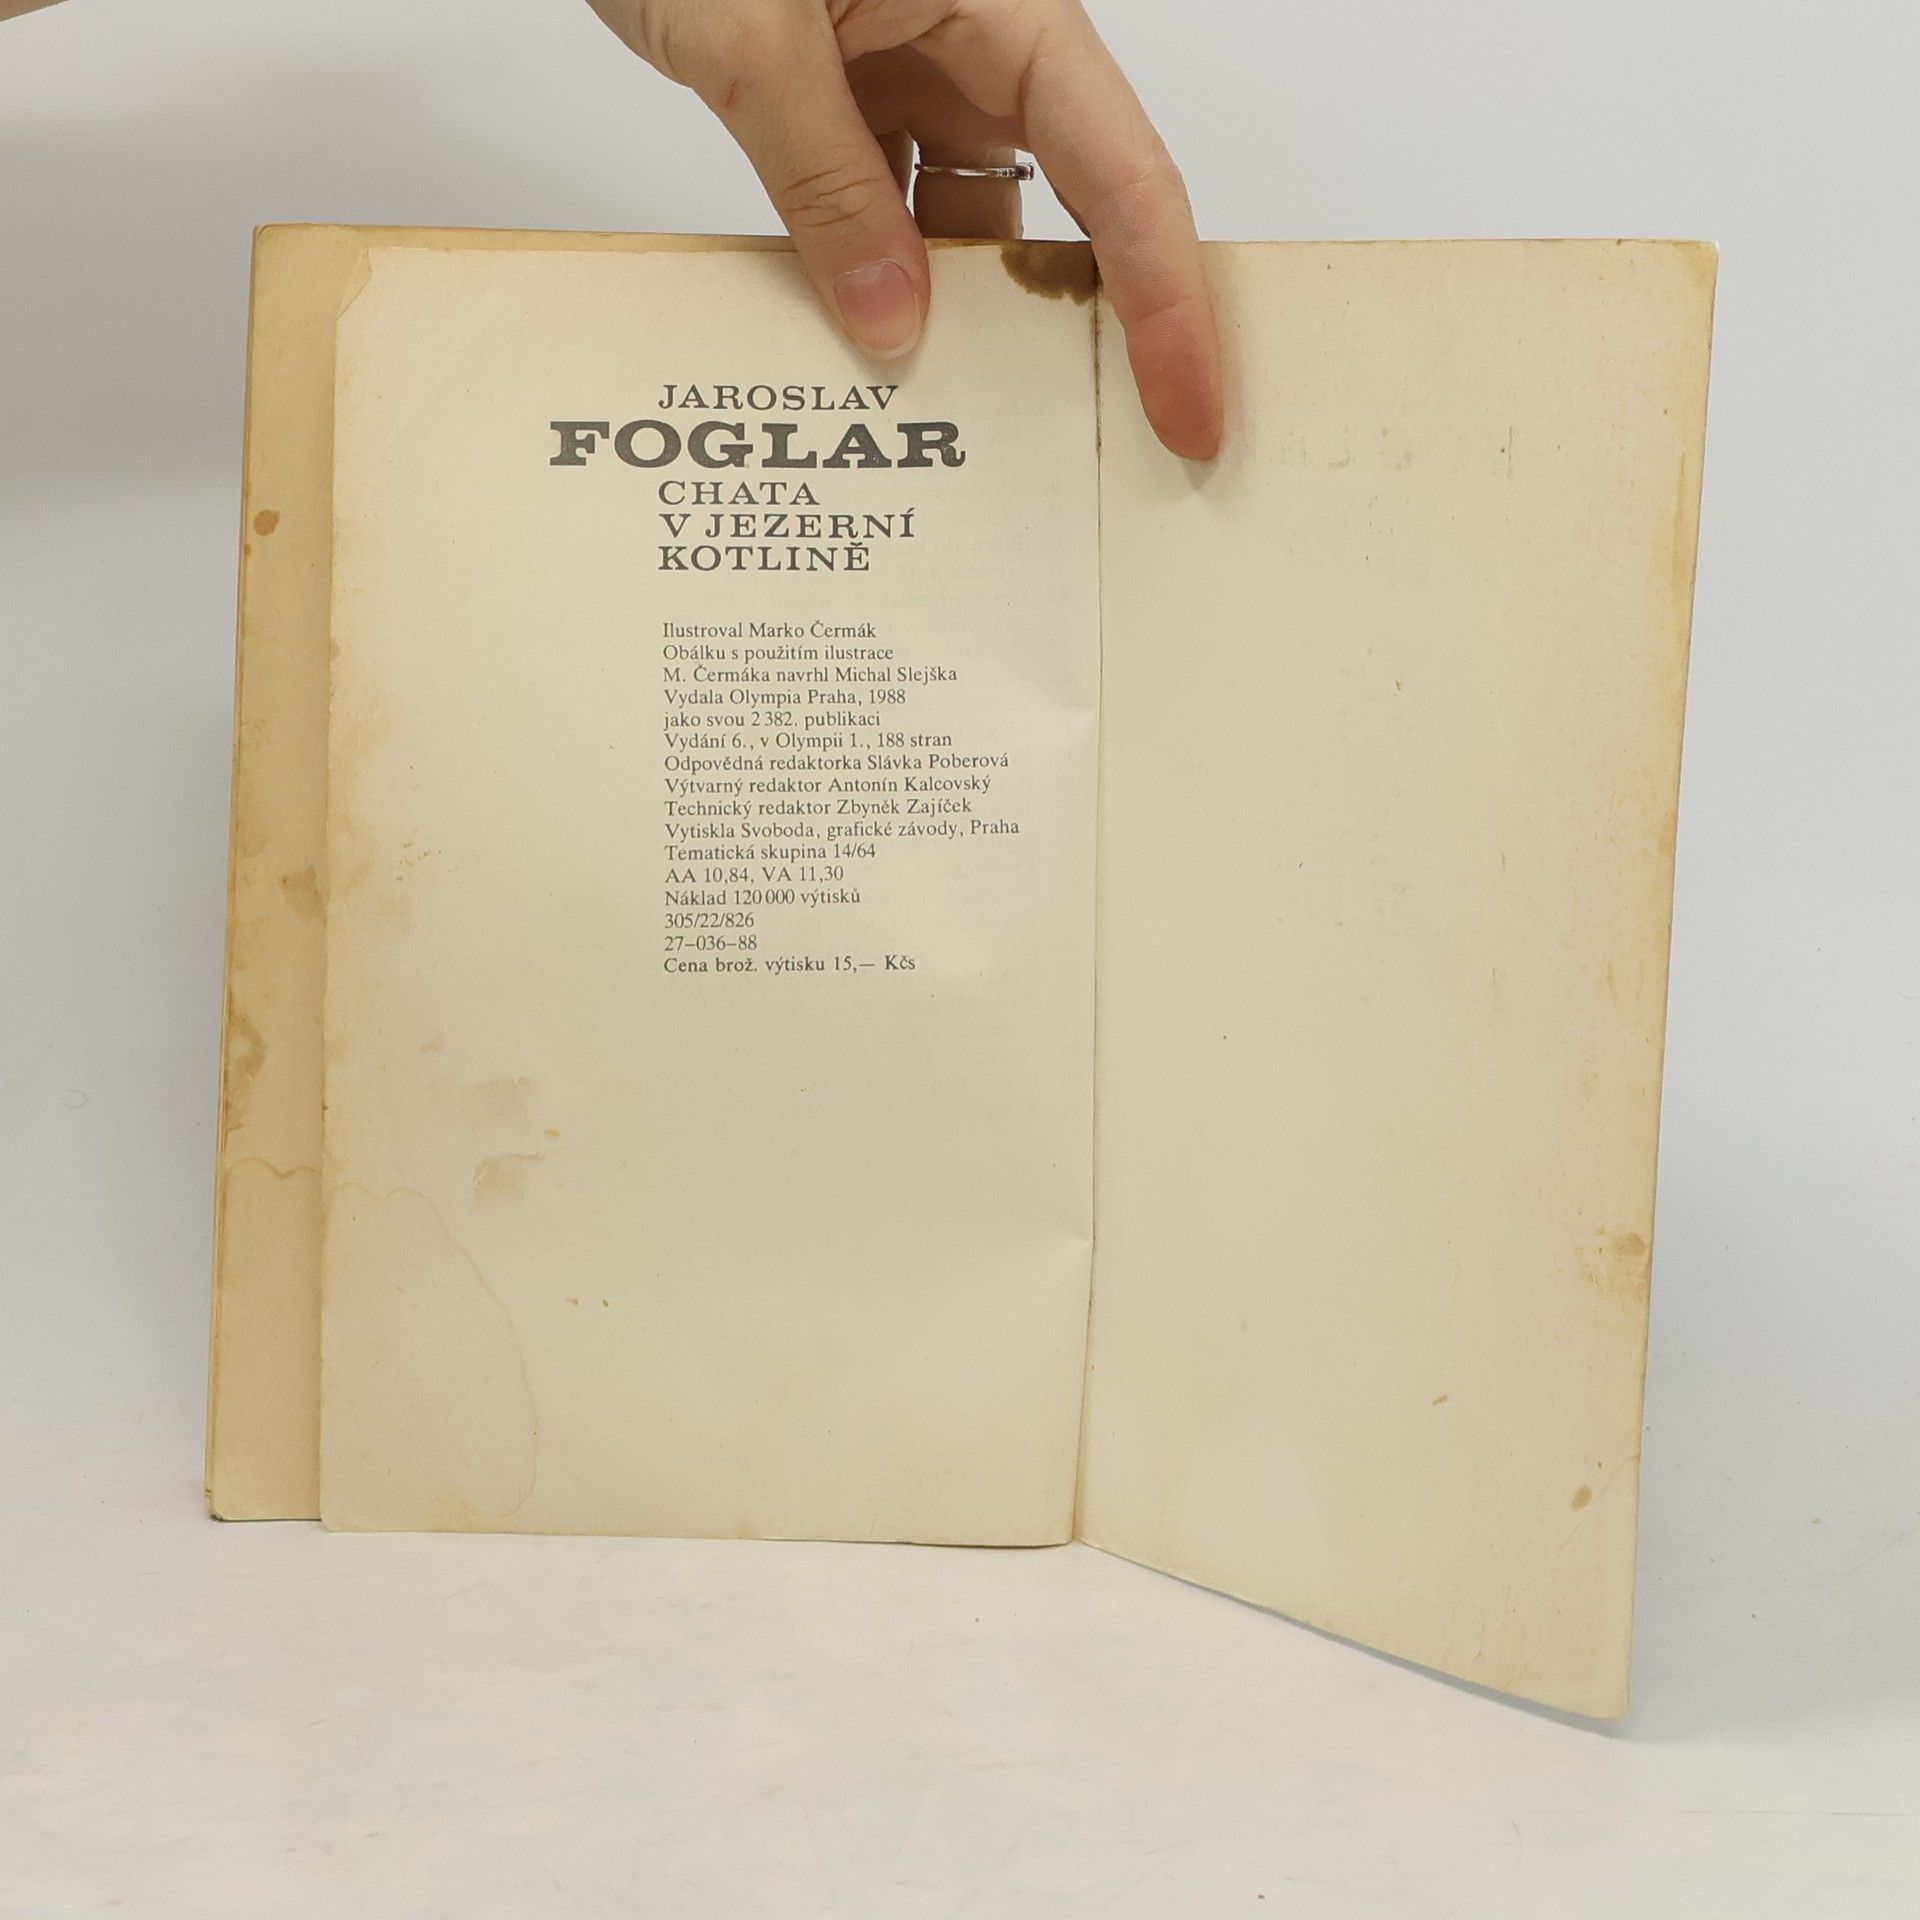 JAROSLAV
FOGLAR
CHATA
V JEZERNÍ
KOTLINĚ
Ilustroval Marko Čermák
Obálku s použitím ilustrace
M. Čermáka navrhl Michal Slejška
Vydala Olympia Praha, 1988
jako svou 2 382. publikaci
Vydání 6., v Olympii 1., 188 stran
Odpovědná redaktorka Slávka Poberová
Výtvarný redaktor Antonín Kalcovský
Technický redaktor Zbyněk Zajíček
Vytiskla Svoboda, grafické závody, Praha
Tematická skupina 14/64
AA 10,84, VA 11,30
Náklad 120 000 výtisků
305/22/826
27–036–88
Cena brož. výtisku 15,— Kčs